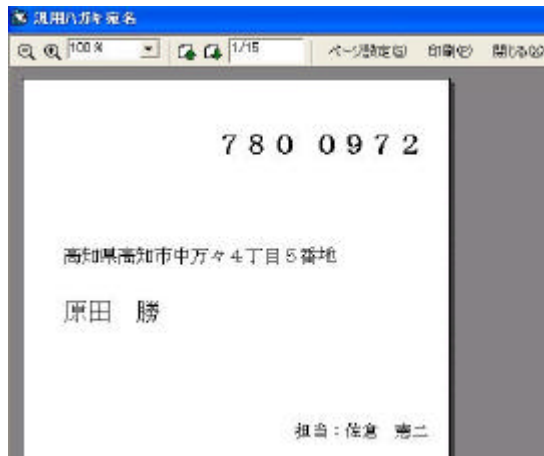 汎用ハガキ宛名
100% 1/15 ページ設定(S) 印刷(P) 閉じる(X)
780 0972
高知県高知市中万々4丁目5番地
原田 勝
担当:佐倉 憲二